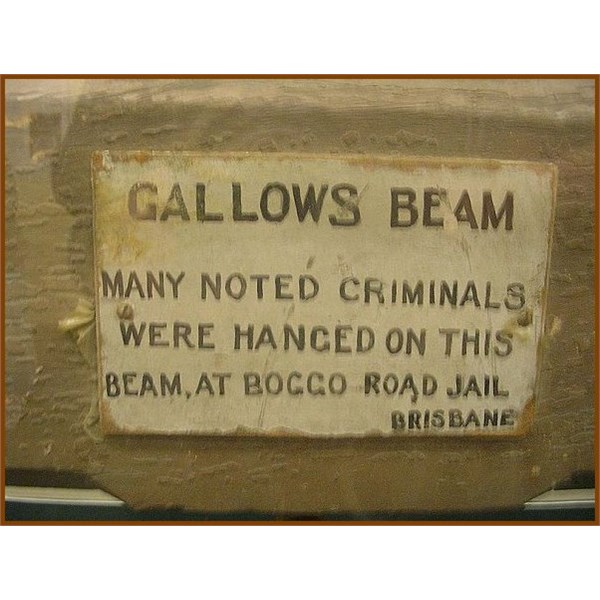 GALLOWS BEAM
MANY NOTED CRIMINALS
WERE HANGED ON THIS
BEAM, AT BOGGO ROAD JAIL
BRISBANE